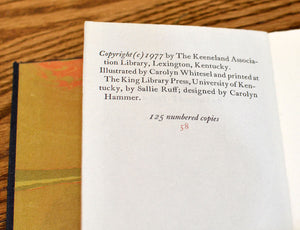 Copyright (c) 1977 by The Keeneland Associa-
tion Library, Lexington, Kentucky.
Illustrated by Carolyn Whitesel and printed at
The King Library Press, University of Ken-
tucky, by Sallie Ruff; designed by Carolyn
Hammer.
125 numbered copies
58